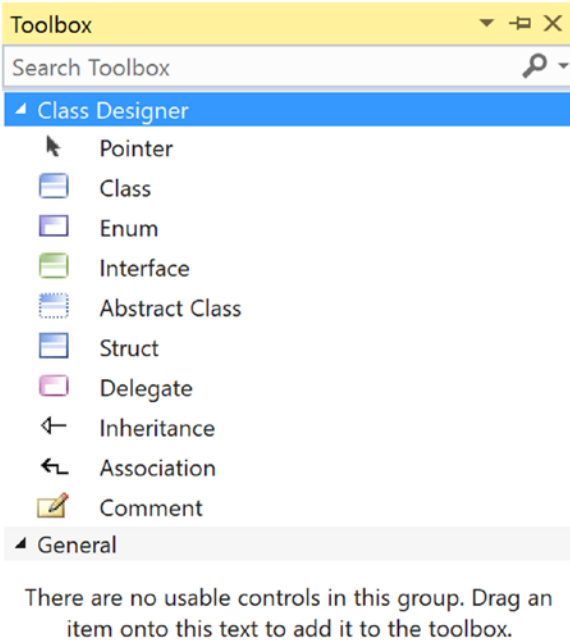 Toolbox
Search Toolbox
Class Designer
Pointer
Class
Enum
Interface
Abstract Class
Struct
Delegate
Inheritance
Association
Comment
General
There are no usable controls in this group. Drag an
item onto this text to add it to the toolbox.